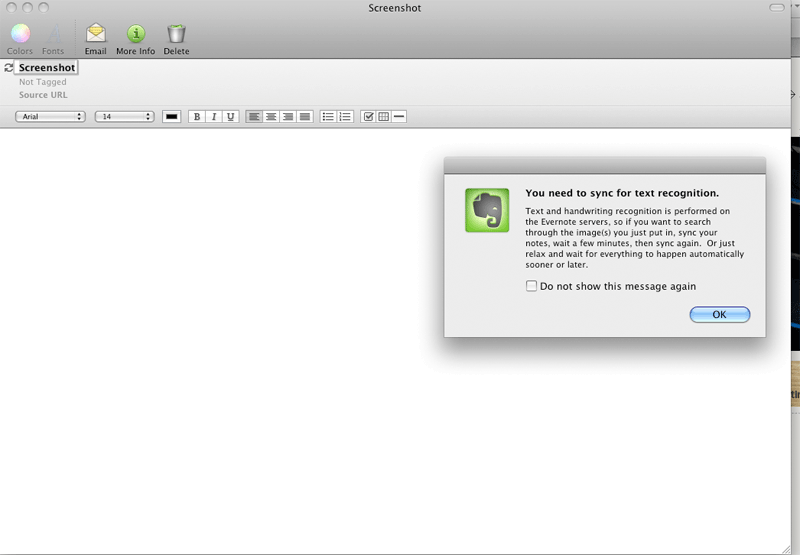 Screenshot
Colors Fonts Email More Info Delete
Screenshot
Not Tagged
Source URL
Arial 14 B I U
You need to sync for text recognition.
Text and handwriting recognition is performed on
the Evernote servers, so if you want to search
through the image(s) you just put in, sync your
notes, wait a few minutes, then sync again. Or just
relax and wait for everything to happen automatically
sooner or later.
Do not show this message again
OK